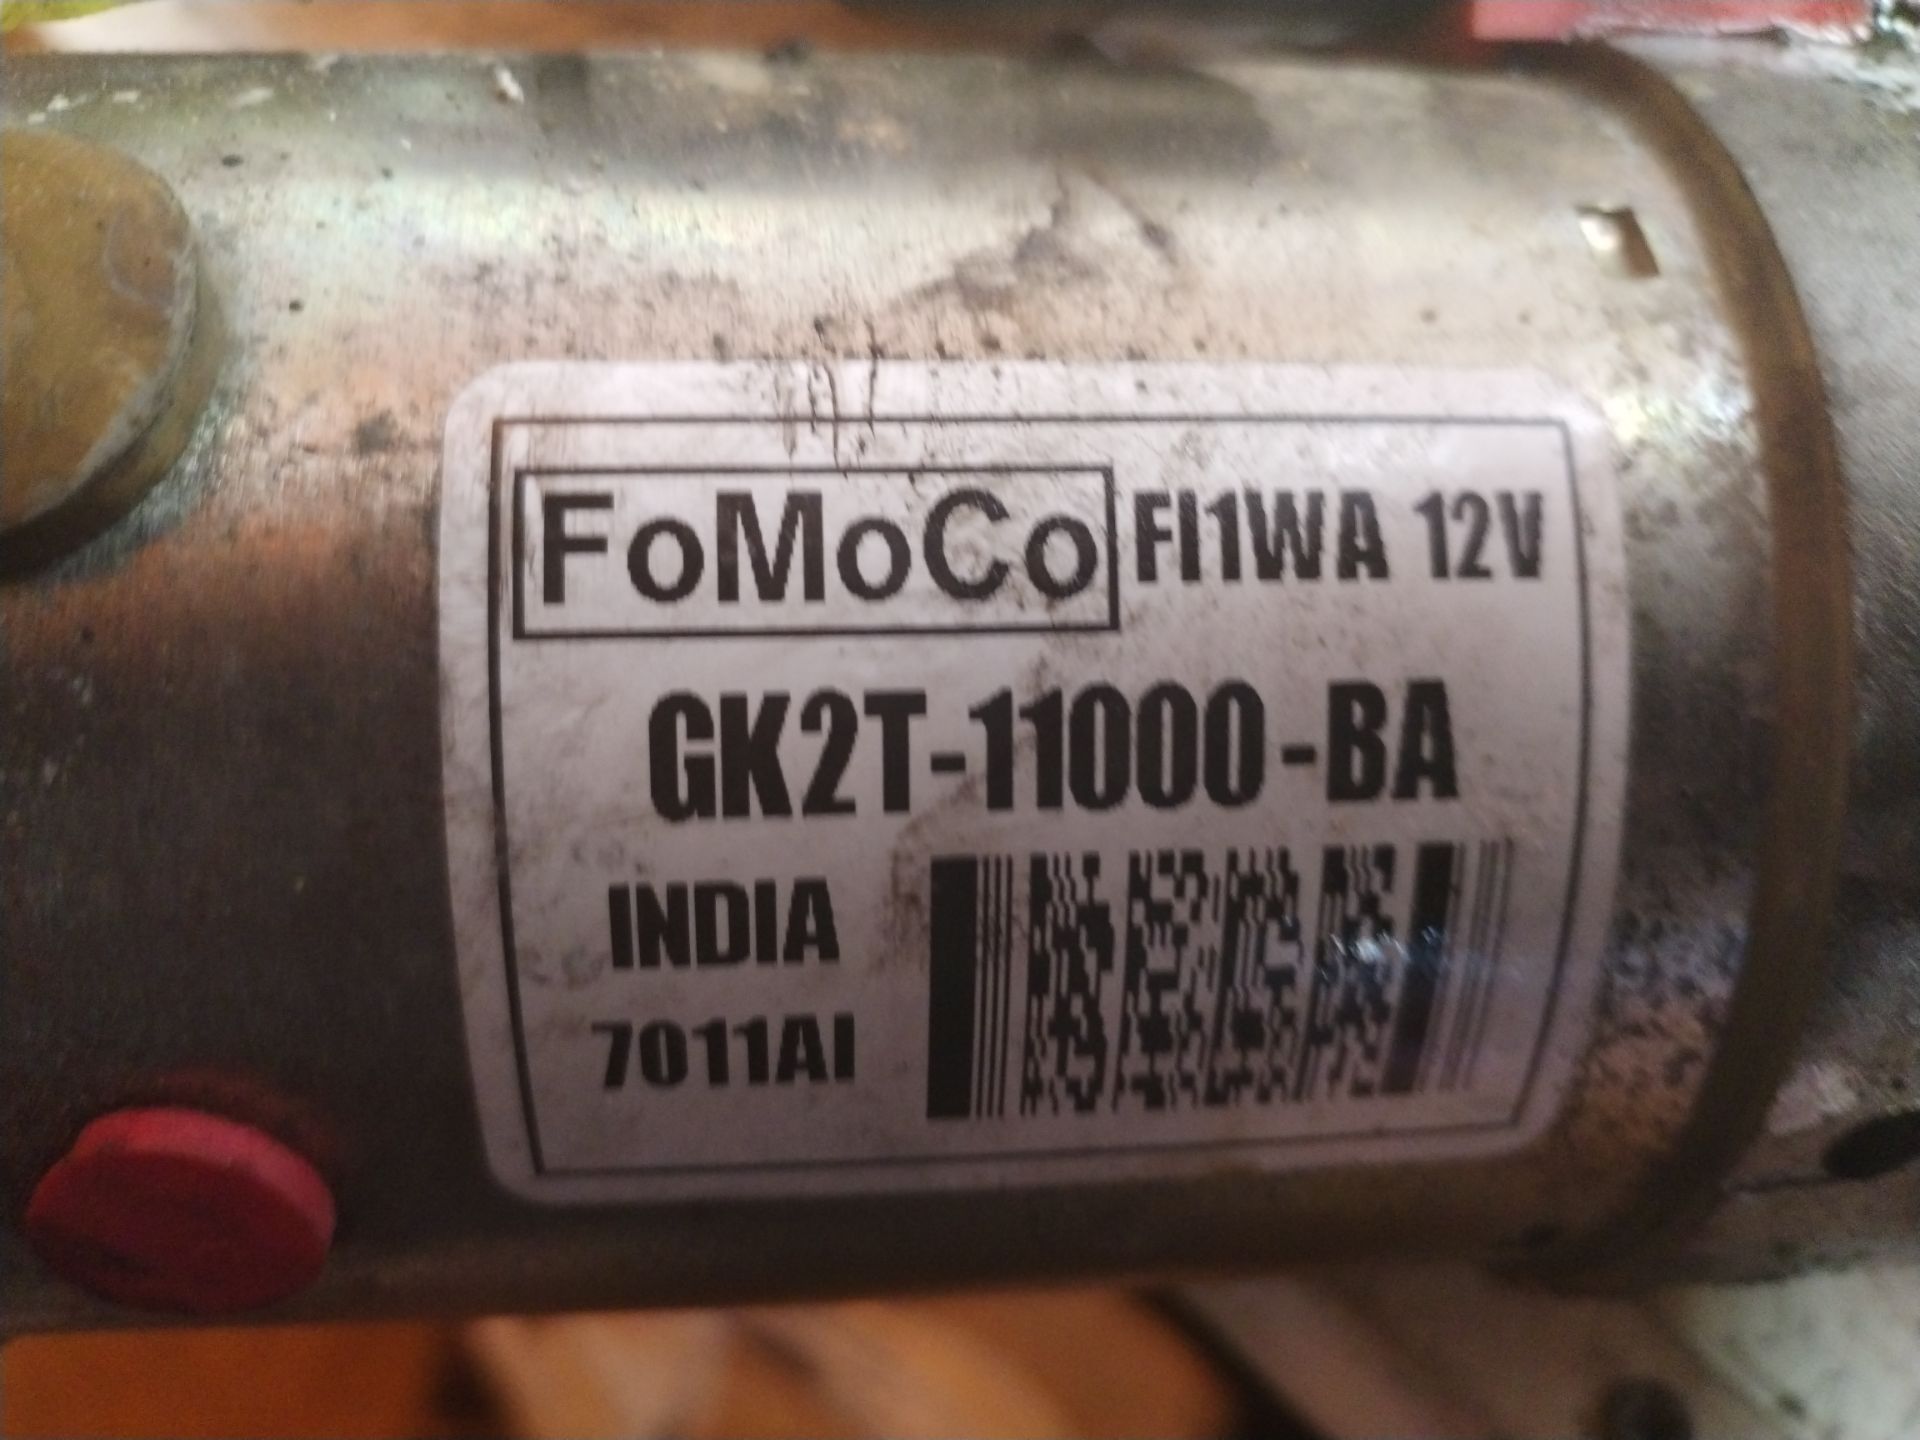 FoMoCo FI1WA 12V
GK2T-11000-BA
INDIA
7011AI